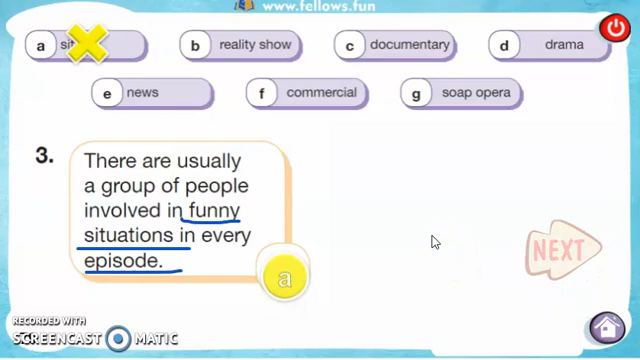 www.fellows.fun
a sit
b reality show
c documentary
d drama
e news
f commercial
g soap opera
3.
There are usually
a group of people
involved in funny
situations in every
episode.
a
NEXT
RECORDED WITH
SCREENCAST MATIC